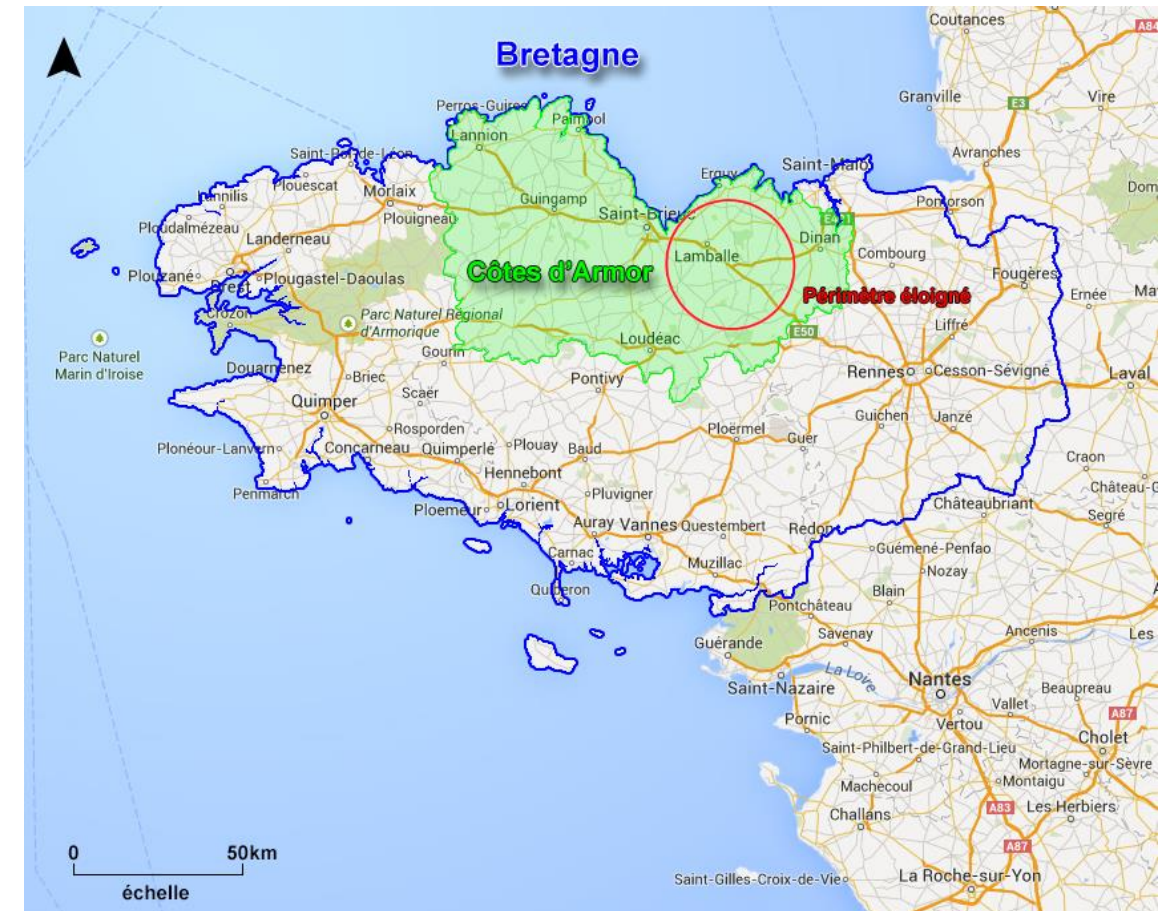 Coutances
A84
Bretagne
Granville
Vire
E3
Perros-Guire
Paimpol
Lannion
Avranches
Saint-Pol-de-Léon
Saint-Malo
Erquy
Dom
Plouescat
Morlaix
Guingamp
Pontorson
Plouigneau
Saint-Brieuc
E401
Ploudalmézeau
Landerneau
Dinan
Combourg
Lamballe
Fougères
Plouzané
Plougastel-Daoulas
Côtes d'Armor
Brest
Périmètre éloigné
Ernée
Crozon
Parc Naturel Régional
d'Armorique
E50
Liffré
Parc Naturel
Marin d'Iroise
Loudéac
Gourin
Douarnenez
Briec
Pontivy
Rennes
Cesson-Sévigné
Laval
Scaër
Quimper
Guichen
Janzé
Rosporden
Ploërmel
Guer
Plonéour-Lanvern
Concarneau
Quimperlé
Plouay
Baud
Craon
Hennebont
Penmarch
Pluvigner
Château-G
Ploemeur
Lorient
Châteaubriant
Segré
Auray
Vannes
Questembert
Redon
Carnac
Guémené-Penfao
Muzillac
Nozay
Quiberon
Blain
Pontchâteau
Guérande
Savenay
Ancenis
Les
La Loire
Saint-Nazaire
Nantes
Beaupreau
Vallet
A87
Pornic
Vertou
Cholet
Saint-Philbert-de-Grand-Lieu
Mortagne-sur-Sèvre
Machecoul
Montaigu
A83
Les Herbiers
Challans
A87
0
50km
échelle
Saint-Gilles-Croix-de-Vie
La Roche-sur-Yon